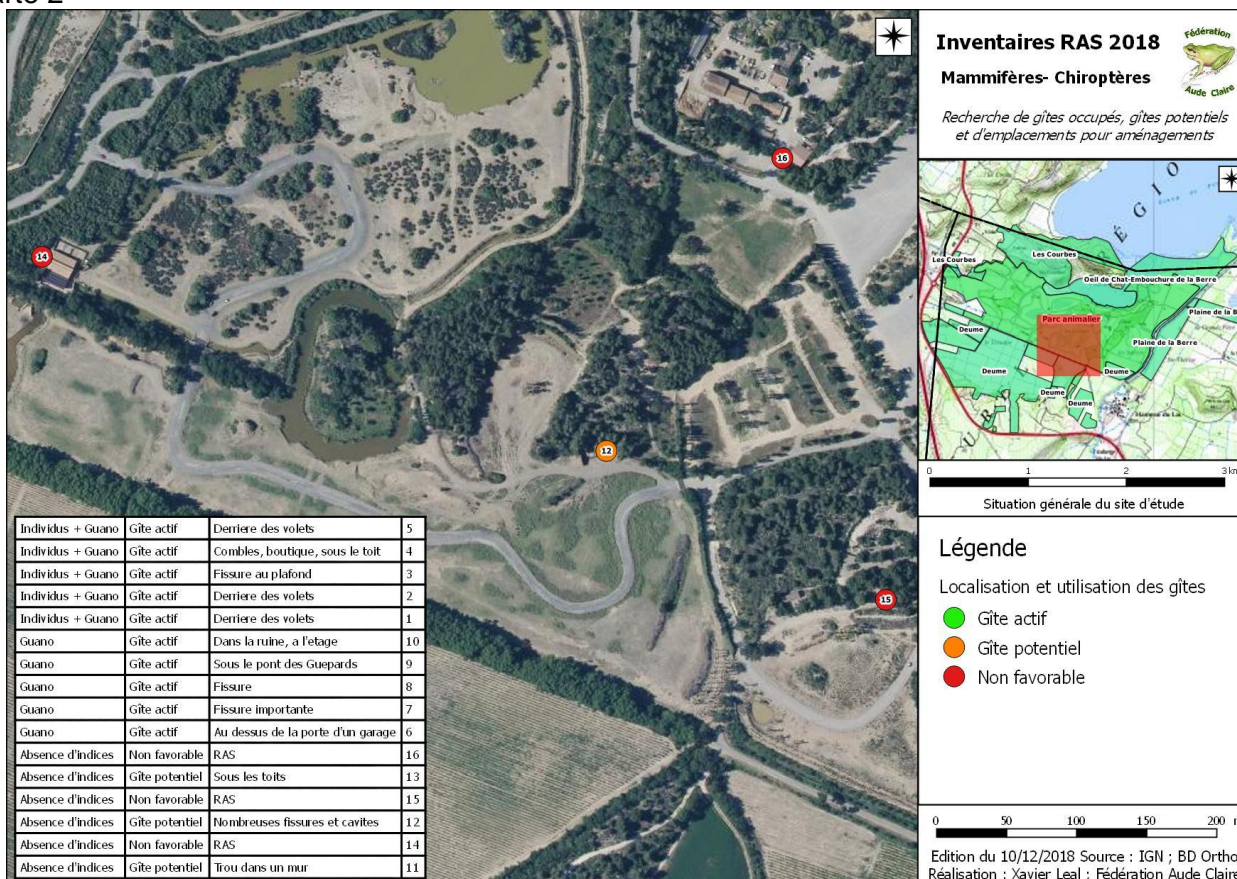 Inventaires RAS 2018
Mammifères- Chiroptères
Fédération
Aude Claire
Recherche de gîtes occupés, gîtes potentiels
et d'emplacements pour aménagements
16
14
12
15
Individus + Guano Gîte actif Derriere des volets 5
Individus + Guano Gîte actif Combles, boutique, sous le toit 4
Individus + Guano Gîte actif Fissure au plafond 3
Individus + Guano Gîte actif Derriere des volets 2
Individus + Guano Gîte actif Derriere des volets 1
Guano Gîte actif Dans la ruine, a l'etage 10
Guano Gîte actif Sous le pont des Guepards 9
Guano Gîte actif Fissure 8
Guano Gîte actif Fissure importante 7
Guano Gîte actif Au dessus de la porte d'un garage 6
Absence d'indices Non favorable RAS 16
Absence d'indices Gîte potentiel Sous les toits 13
Absence d'indices Non favorable RAS 15
Absence d'indices Gîte potentiel Nombreuses fissures et cavites 12
Absence d'indices Non favorable RAS 14
Absence d'indices Gîte potentiel Trou dans un mur 11
ÉGIO
Les Courbes
Les Courbes
Oeil de Chat-Embouchure de la Berre
Parc animalier
Plaine de la B
Plaine de la Berre
Deume
Deume
Deume
Deume
Deume
Hameau du Lac
0 1 2 3 km
Situation générale du site d'étude
Légende
Localisation et utilisation des gîtes
Gîte actif
Gîte potentiel
Non favorable
0 50 100 150 200 m
Edition du 10/12/2018 Source : IGN ; BD Ortho
Réalisation : Xavier Leal : Fédération Aude Claire